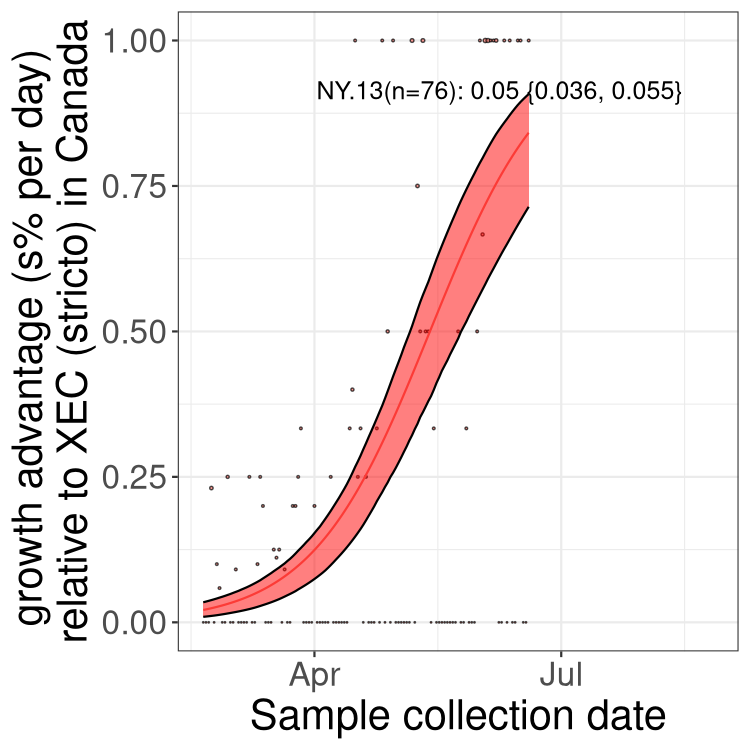 growth advantage (s% per day)
relative to XEC (stricto) in Canada
1.00
0.75
0.50
0.25
0.00
NY.13(n=76): 0.05 {0.036, 0.055}
Apr
Jul
Sample collection date